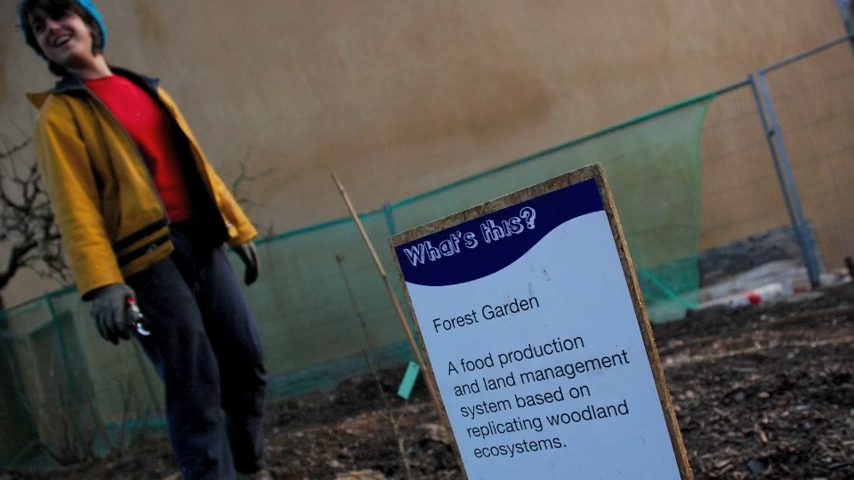 What's this?
Forest Garden
A food production
and land management
system based on
replicating woodland
ecosystems.